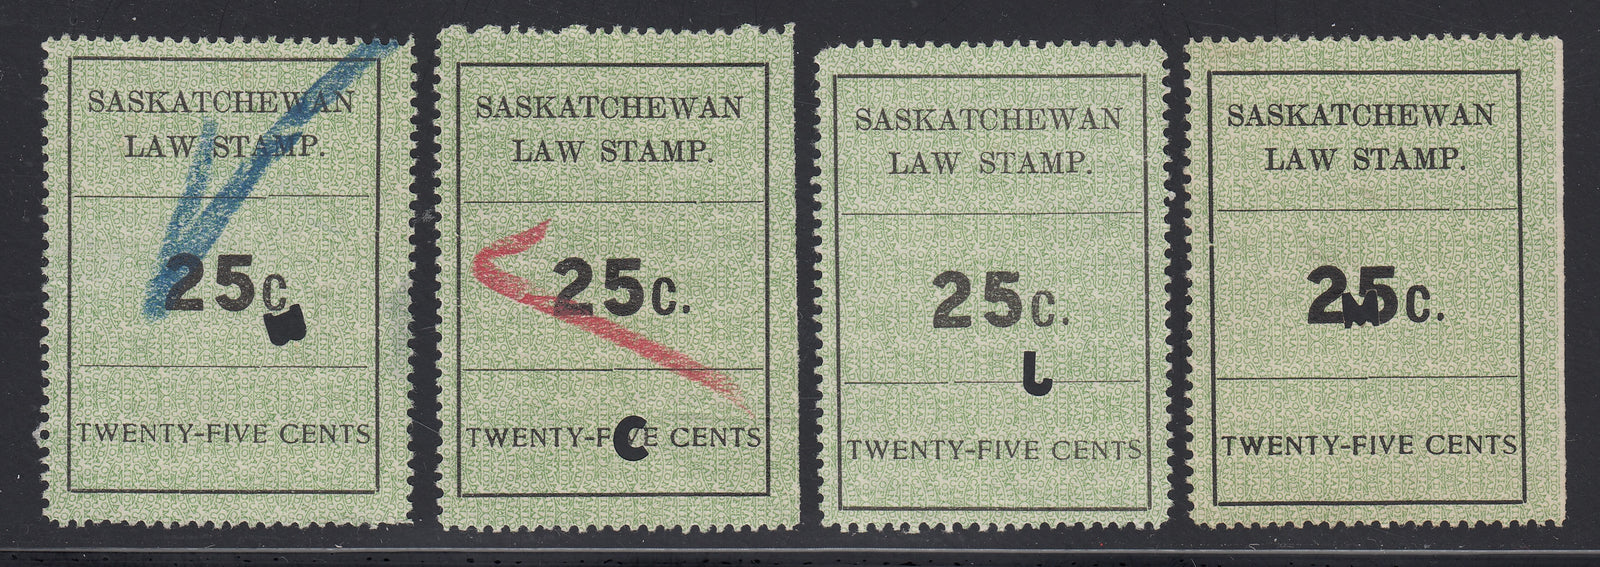 SASKATCHEWAN
LAW STAMP.
25c.
TWENTY-FIVE CENTS
SASKATCHEWAN
LAW STAMP.
25c.
TWENTY-FIVE CENTS
SASKATCHEWAN
LAW STAMP.
25c.
TWENTY-FIVE CENTS
SASKATCHEWAN
LAW STAMP.
25c.
TWENTY-FIVE CENTS